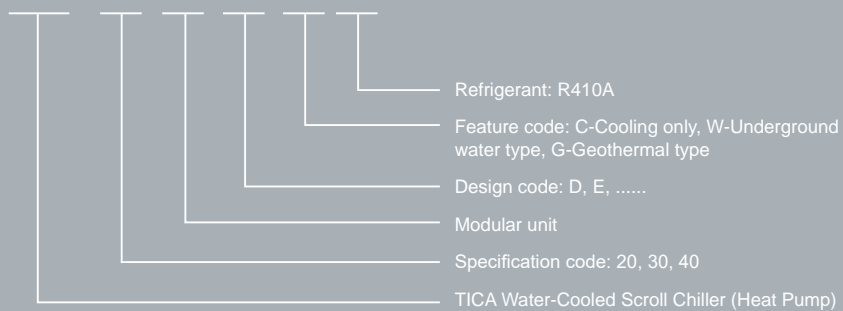 Refrigerant: R410A
Feature code: C-Cooling only, W-Underground
water type, G-Geothermal type
Design code: D, E, ......
Modular unit
Specification code: 20, 30, 40
TICA Water-Cooled Scroll Chiller (Heat Pump)